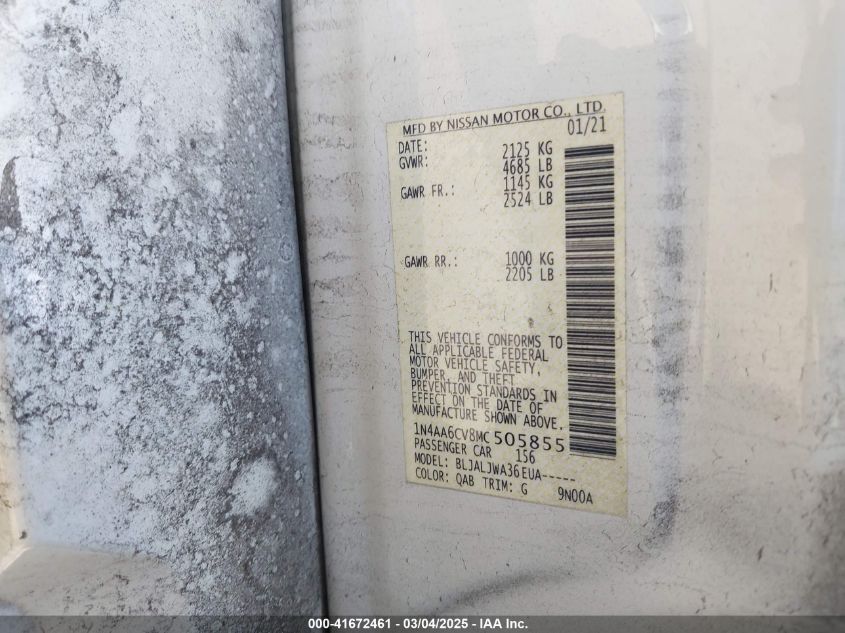 MFD BY NISSAN MOTOR CO., LTD.
DATE: 01/21
GVWR: 2125 KG
4685 LB
GAWR FR.: 1145 KG
2524 LB
GAWR RR.: 1000 KG
2205 LB
THIS VEHICLE CONFORMS TO
ALL APPLICABLE FEDERAL
MOTOR VEHICLE SAFETY,
BUMPER, AND THEFT
PREVENTION STANDARDS IN
EFFECT ON THE DATE OF
MANUFACTURE SHOWN ABOVE.
1N4AA6CV8MC505855
PASSENGER CAR 156
MODEL: BLJALJWA36EUA-----
COLOR: QAB TRIM: G 9N00A
000-41672461 - 03/04/2025 - IAA Inc.